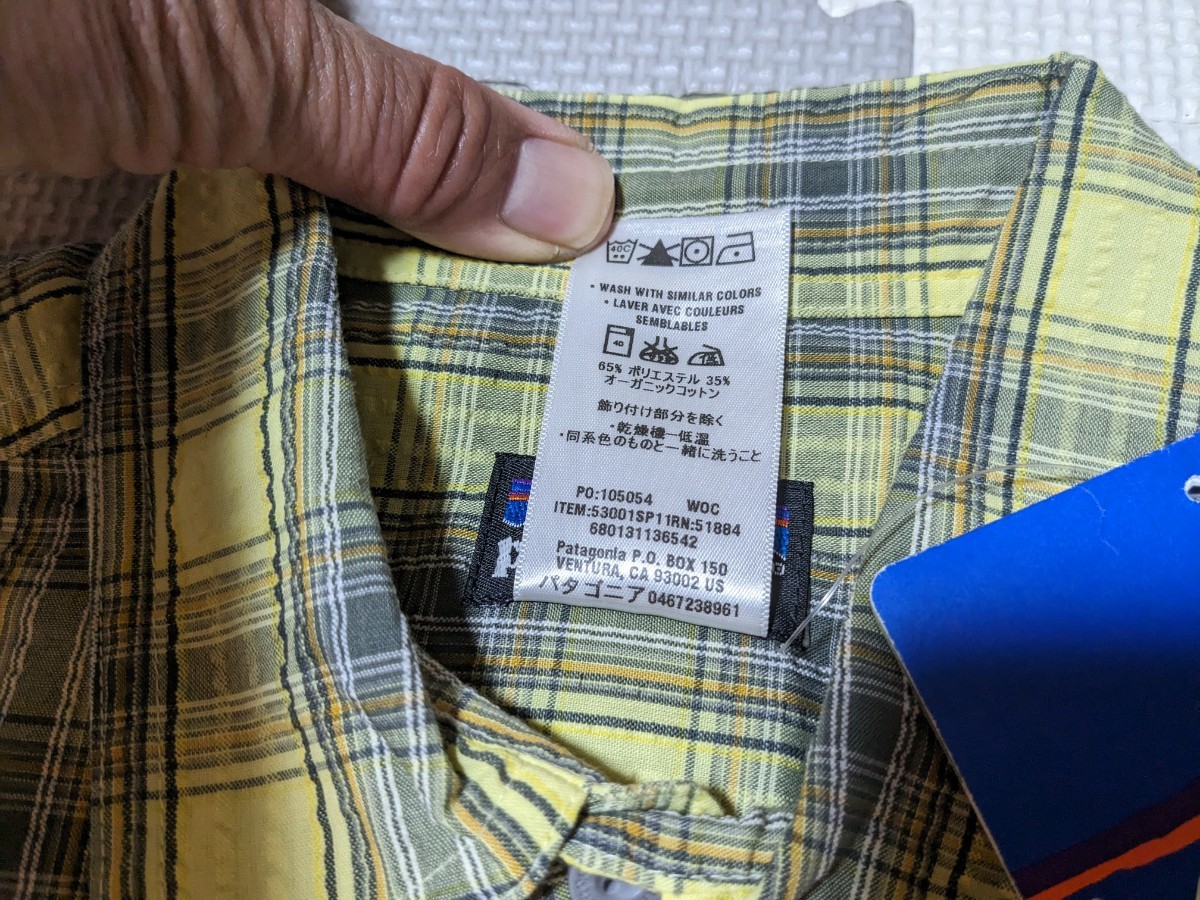 40C
• WASH WITH SIMILAR COLORS
• LAVER AVEC COULEURS
SEMBLABLES
40
低
65% ポリエステル 35%
オーガニックコットン
飾り付け部分を除く
・乾燥機―低温
・同系色のものと一緒に洗うこと
PO:105054 WOC
ITEM:53001SP11RN:51884
680131136542
Patagonia P.O. BOX 150
VENTURA, CA 93002 US
パタゴニア 0467238961